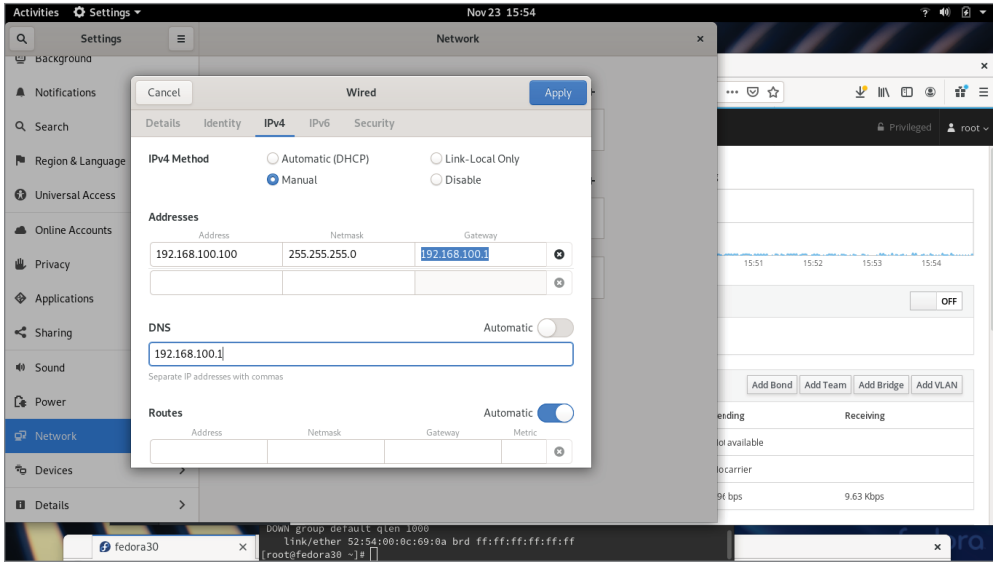 Activities Settings Nov 23 15:54
Settings Network
Background
Notifications
Search
Region & Language
Universal Access
Online Accounts
Privacy
Applications
Sharing
Sound
Power
Network
Devices
Details
Cancel Wired Apply
Details Identity IPv4 IPv6 Security
IPv4 Method Automatic (DHCP) Link-Local Only
Manual Disable
Addresses
Address Netmask Gateway
192.168.100.100 255.255.255.0 192.168.100.1
DNS Automatic
192.168.100.1
Separate IP addresses with commas
Routes Automatic
Address Netmask Gateway Metric
Privileged root
15:51 15:52 15:53 15:54
OFF
Add Bond Add Team Add Bridge Add VLAN
ending Receiving
available
carrier
bps 9.63 Kbps
DOWN group default qlen 1000
link/ether 52:54:00:0c:69:0a brd ff:ff:ff:ff:ff:ff
[root@fedora30 ~]#
fedora30